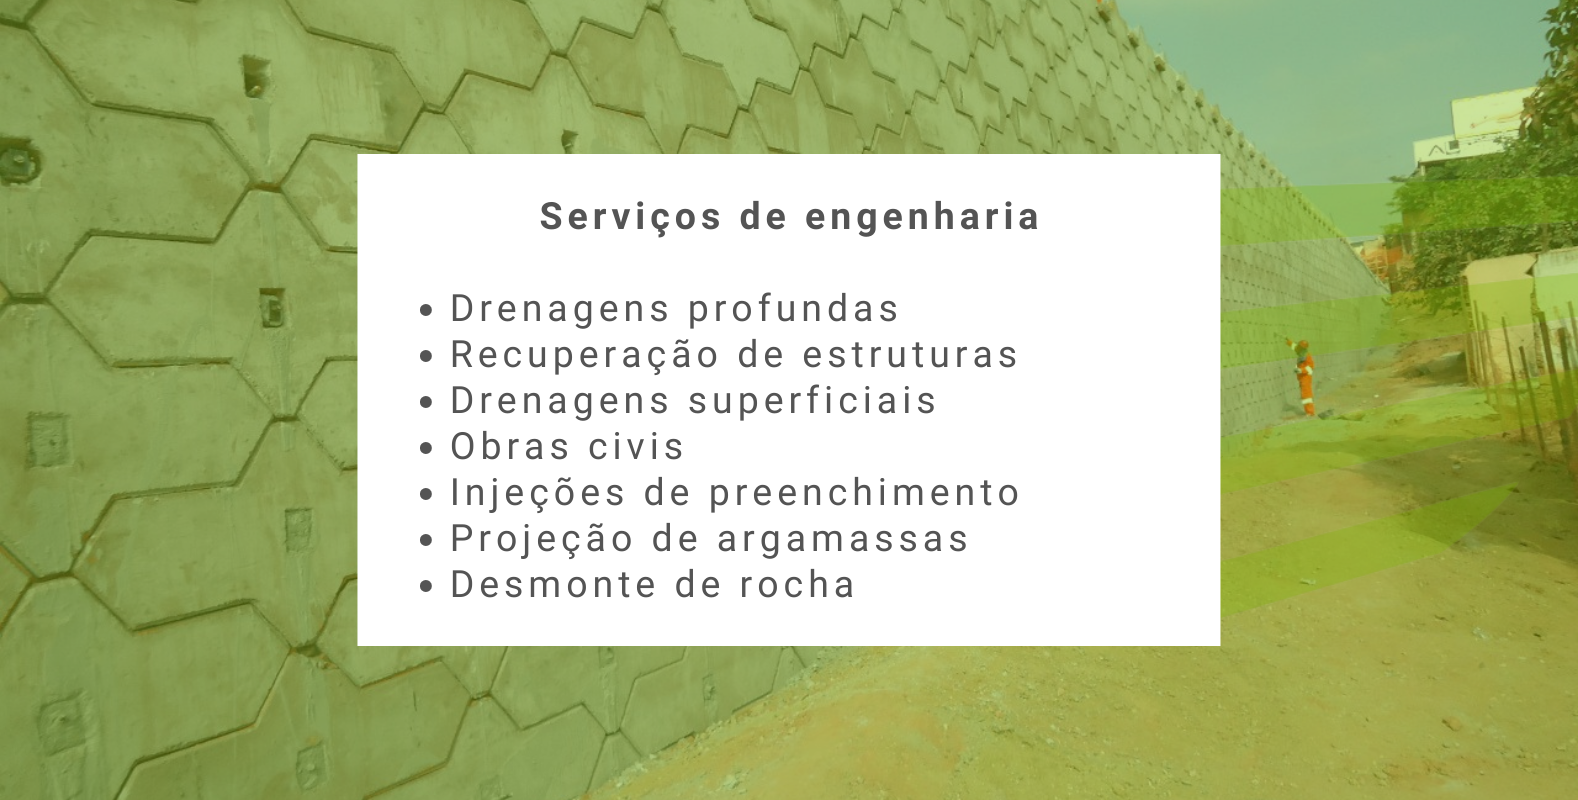 Serviços de engenharia
• Drenagens profundas
• Recuperação de estruturas
• Drenagens superficiais
• Obras civis
• Injeções de preenchimento
• Projeção de argamassas
• Desmonte de rocha